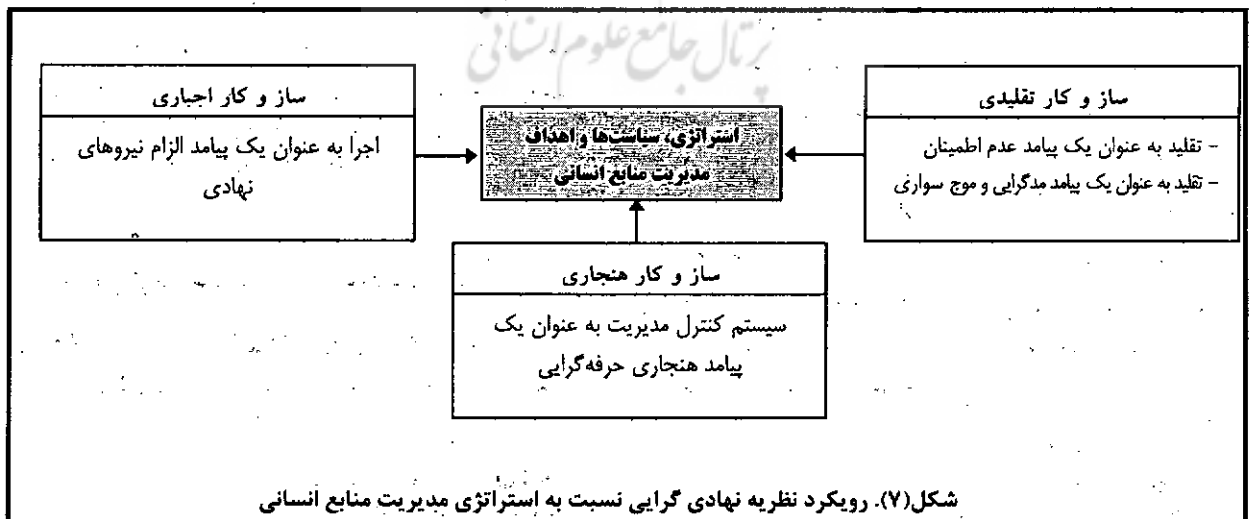 پرتال جامع علوم انسانی
ساز و کار تقلیدی
- تقلید به عنوان یک پیامد عدم اطمینان
- تقلید به عنوان یک پیامد مدگرایی و موج سواری
استراتژی، سیاست‌ها و اهداف
مدیریت منابع انسانی
ساز و کار اجباری
اجرا به عنوان یک پیامد الزام نیروهای
نهادی
ساز و کار هنجاری
سیستم کنترل مدیریت به عنوان یک
پیامد هنجاری حرفه‌گرایی
شکل(۷). رویکرد نظریه نهادی گرایی نسبت به استراتژی مدیریت منابع انسانی